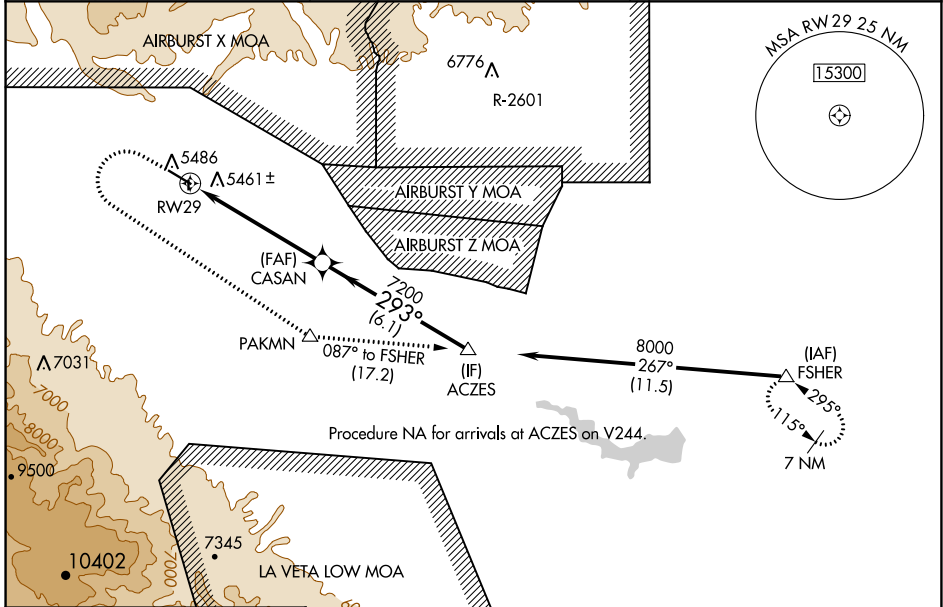 AIRBURST X MOA
6776
R-2601
MSA RW 29 25 NM
15300
5486
5461±
RW29
AIRBURST Y MOA
AIRBURST Z MOA
(FAF)
CASAN
7200
293°
(6.1)
PAKMN
087° to FSHER
(17.2)
(IF)
ACZES
8000
267°
(11.5)
(IAF)
FSHER
295°
115°
7 NM
7031
7000
8000
Procedure NA for arrivals at ACZES on V244.
9500
10402
7000
7345
LA VETA LOW MOA